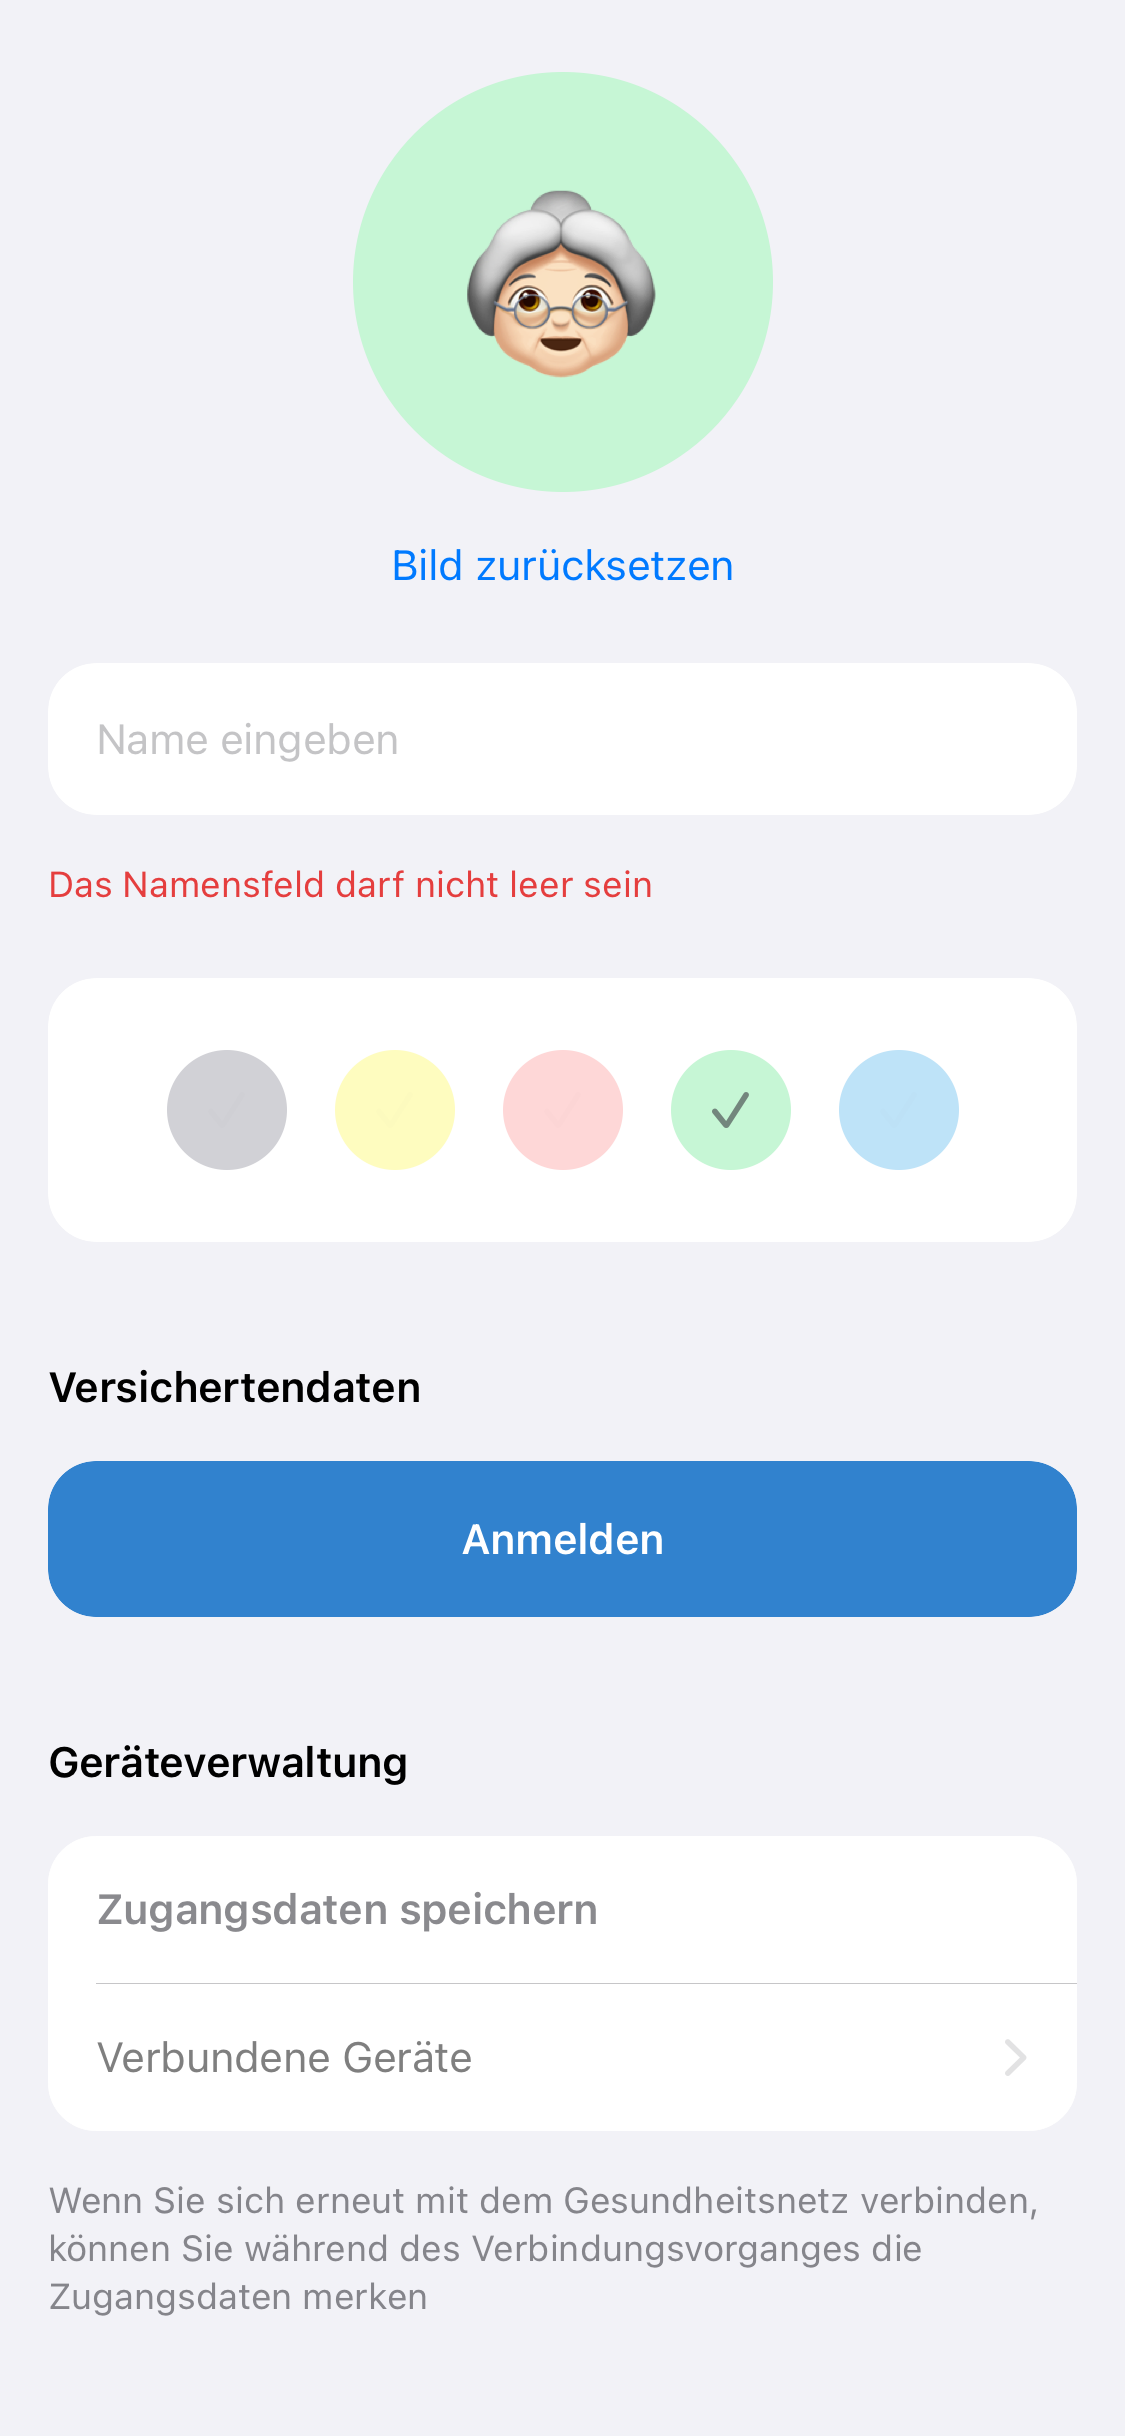 Bild zurücksetzen
Name eingeben
Das Namensfeld darf nicht leer sein
Versichertendaten
Anmelden
Geräteverwaltung
Zugangsdaten speichern
Verbundene Geräte
Wenn Sie sich erneut mit dem Gesundheitsnetz verbinden,
können Sie während des Verbindungsvorganges die
Zugangsdaten merken